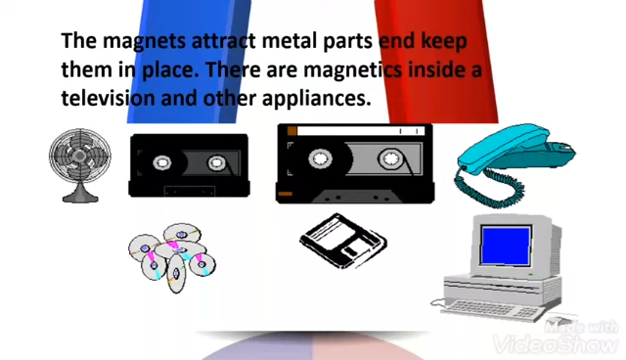 The magnets attract metal parts end keep
them in place. There are magnetics inside a
television and other appliances.
Made with
VideoShow